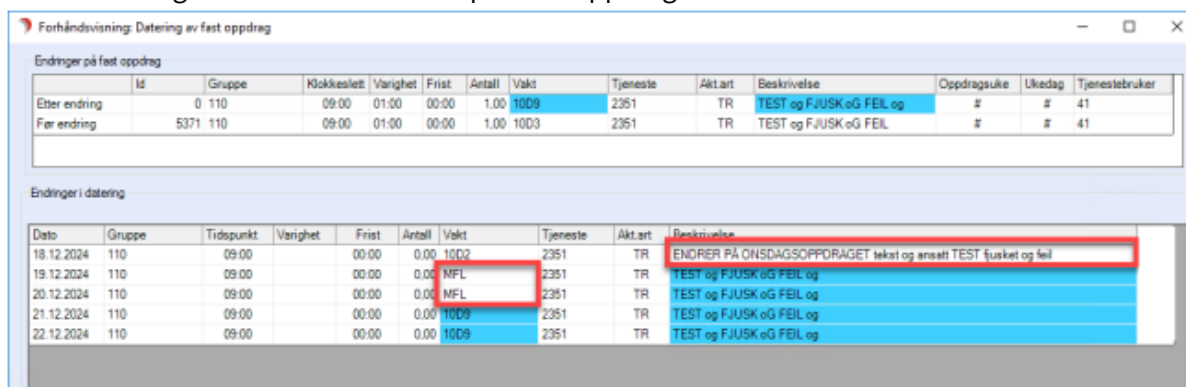 Forhåndsvisning: Datering av fast oppdrag
Endringer på fast oppdrag
Id Gruppe Klokkeslett Varighet Frist Antall Vakt Tjeneste Akt.art Beskrivelse Oppdragsuke Ukedag Tjenestebruker
Etter endring 0 110 09:00 01:00 00:00 1,00 10D9 2351 TR TEST og FJUSK oG FEIL og # # 41
Før endring 5371 110 09:00 01:00 00:00 1,00 10D3 2351 TR TEST og FJUSK oG FEIL # # 41
Endringer i datering
Dato Gruppe Tidspunkt Varighet Frist Antall Vakt Tjeneste Akt.art Beskrivelse
18.12.2024 110 09:00 00:00 0,00 10D2 2351 TR ENDRER PÅ ONSDAGSOPPDRAGET tekst og ansatt TEST fjusket og feil
19.12.2024 110 09:00 00:00 0,00 MFL 2351 TR TEST og FJUSK oG FEIL og
20.12.2024 110 09:00 00:00 0,00 MFL 2351 TR TEST og FJUSK oG FEIL og
21.12.2024 110 09:00 00:00 0,00 10D9 2351 TR TEST og FJUSK oG FEIL og
22.12.2024 110 09:00 00:00 0,00 10D9 2351 TR TEST og FJUSK oG FEIL og